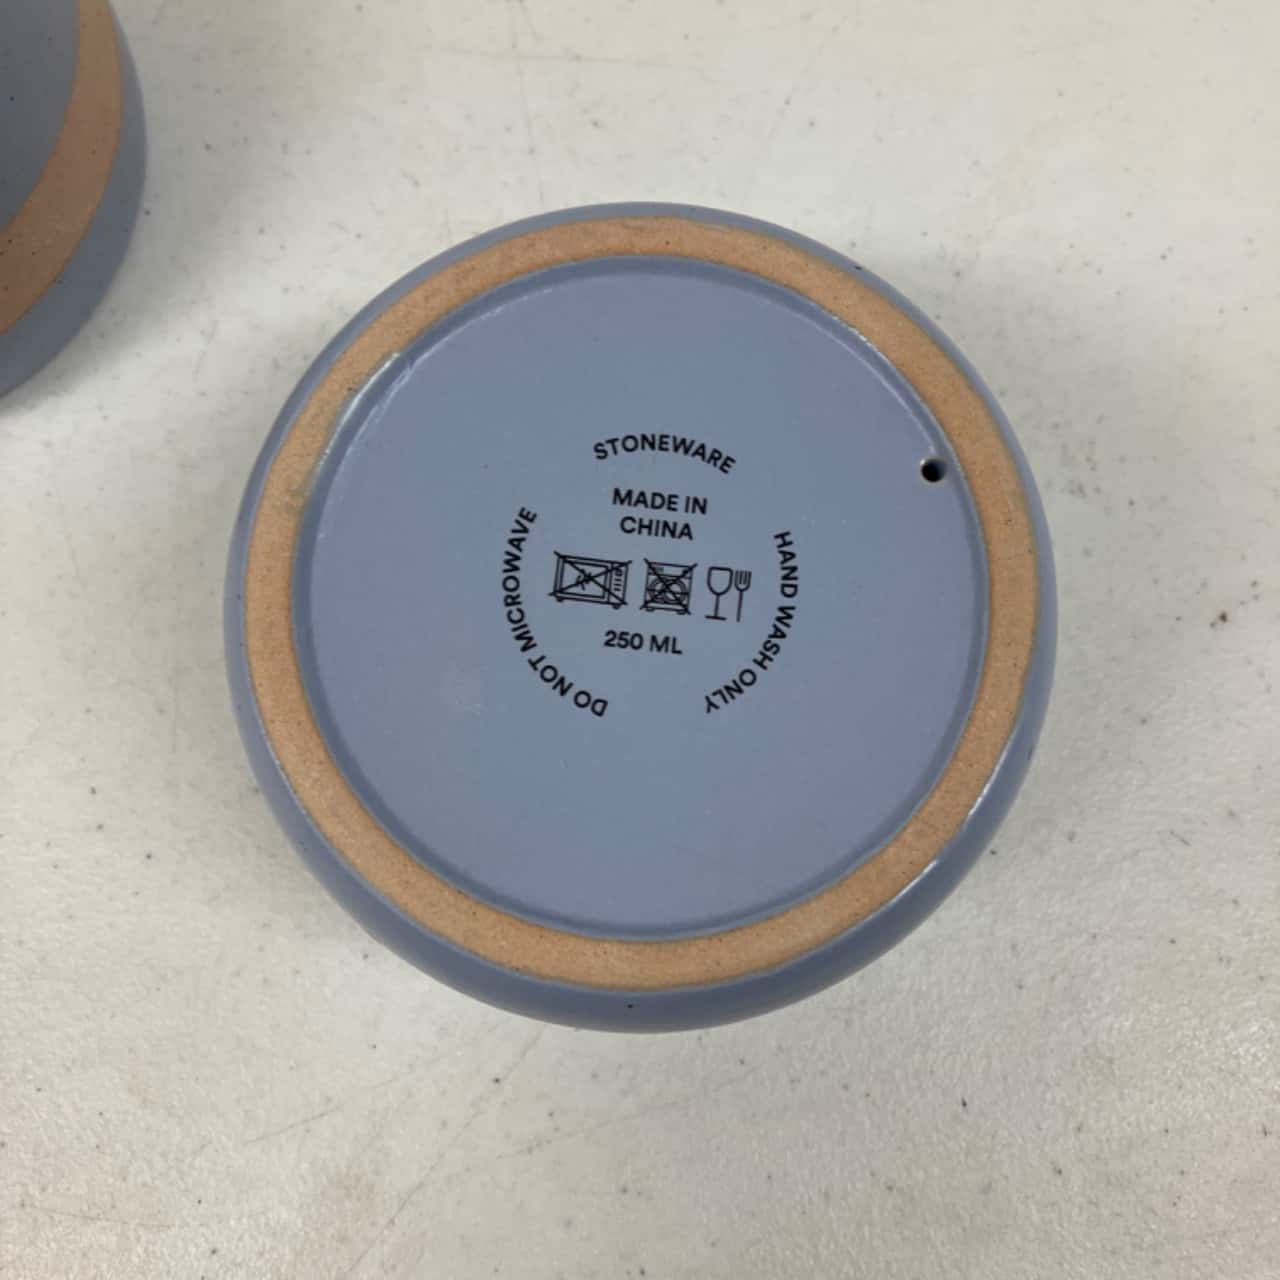 STONEWARE
MADE IN
CHINA
250 ML
DO NOT MICROWAVE
HAND WASH ONLY